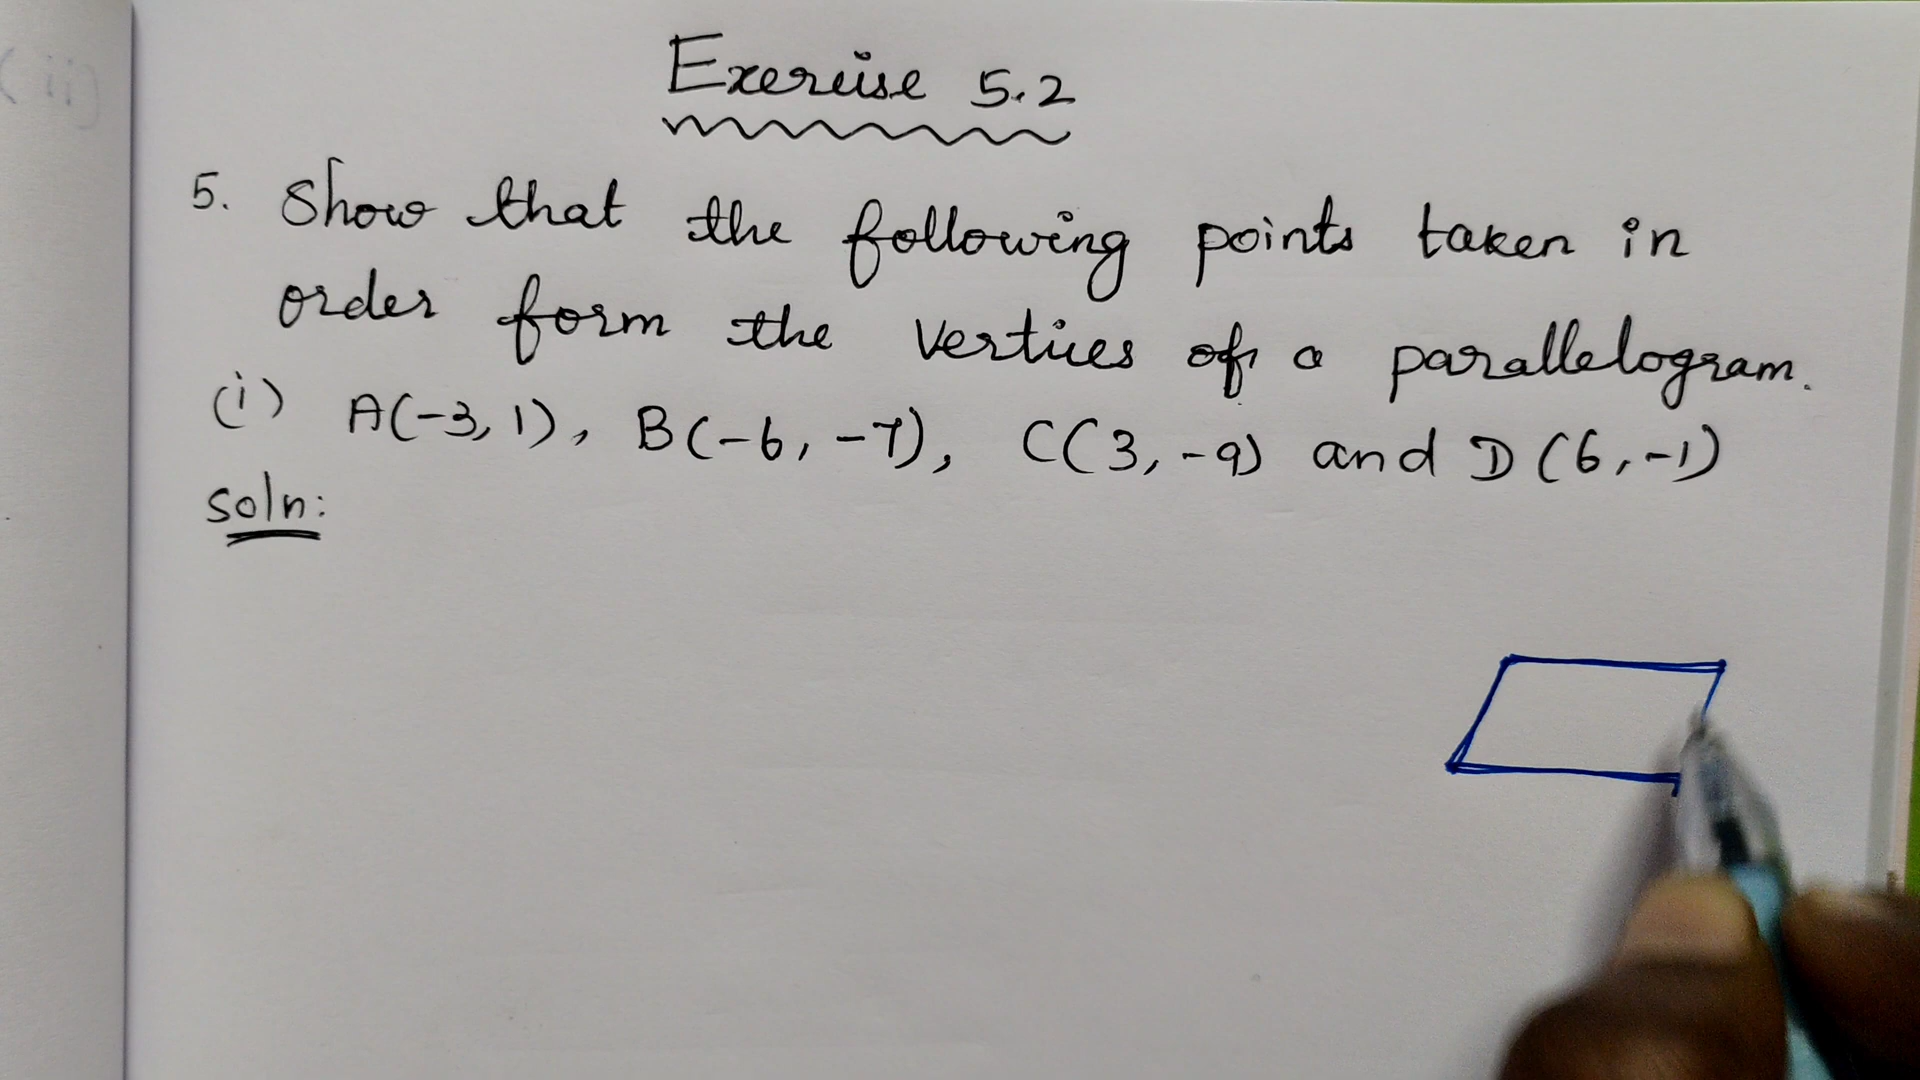 (ii)
Exercise 5.2
5. Show that the following points taken in
order form the vertices of a parallelogram.
(i) A(-3, 1), B(-6, -7), C(3, -9) and D(6, -1)
soln: